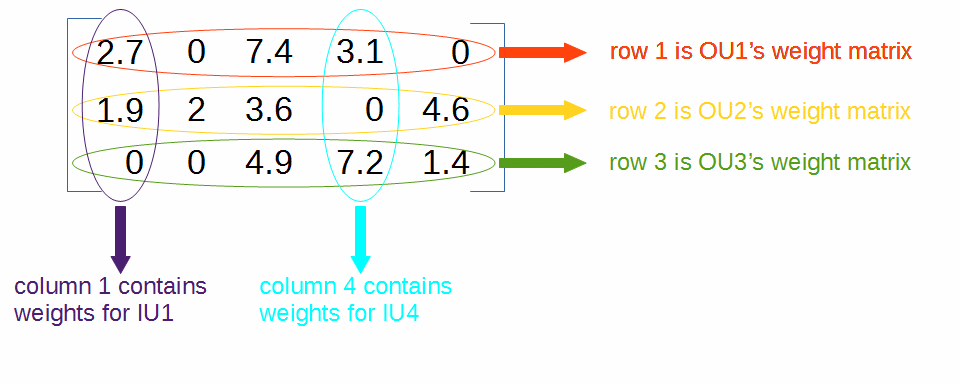 2.7 0 7.4 3.1 0
row 1 is OU1’s weight matrix
1.9 2 3.6 0 4.6
row 2 is OU2’s weight matrix
0 0 4.9 7.2 1.4
row 3 is OU3’s weight matrix
column 1 contains
weights for IU1
column 4 contains
weights for IU4